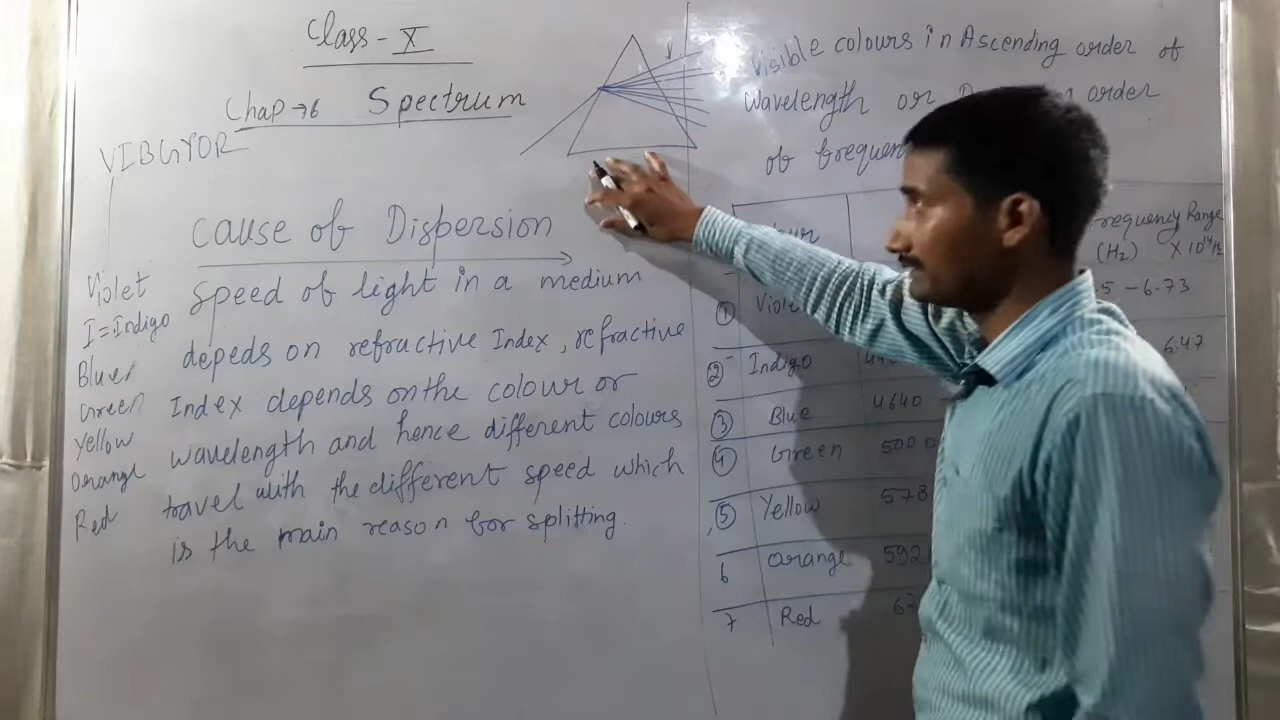 Class - X
Chap → 6 Spectrum
VIBGYOR
cause of Dispersion
speed of light in a medium
depeds on refractive Index, refractive
Index depends on the colour or
wavelength and hence different colours
travel with the different speed which
is the main reason for splitting.
Violet
I = Indigo
Blue
Green
Yellow
Orange
Red
Visible colours in Ascending order of
wavelength or order
of
Frequency Range
(HZ) X 10¹⁴HZ
① Violet - 6.73
② Indigo 6.47
③ Blue 4640
④ Green 500
⑤ Yellow 578
6 orange 592
7 Red